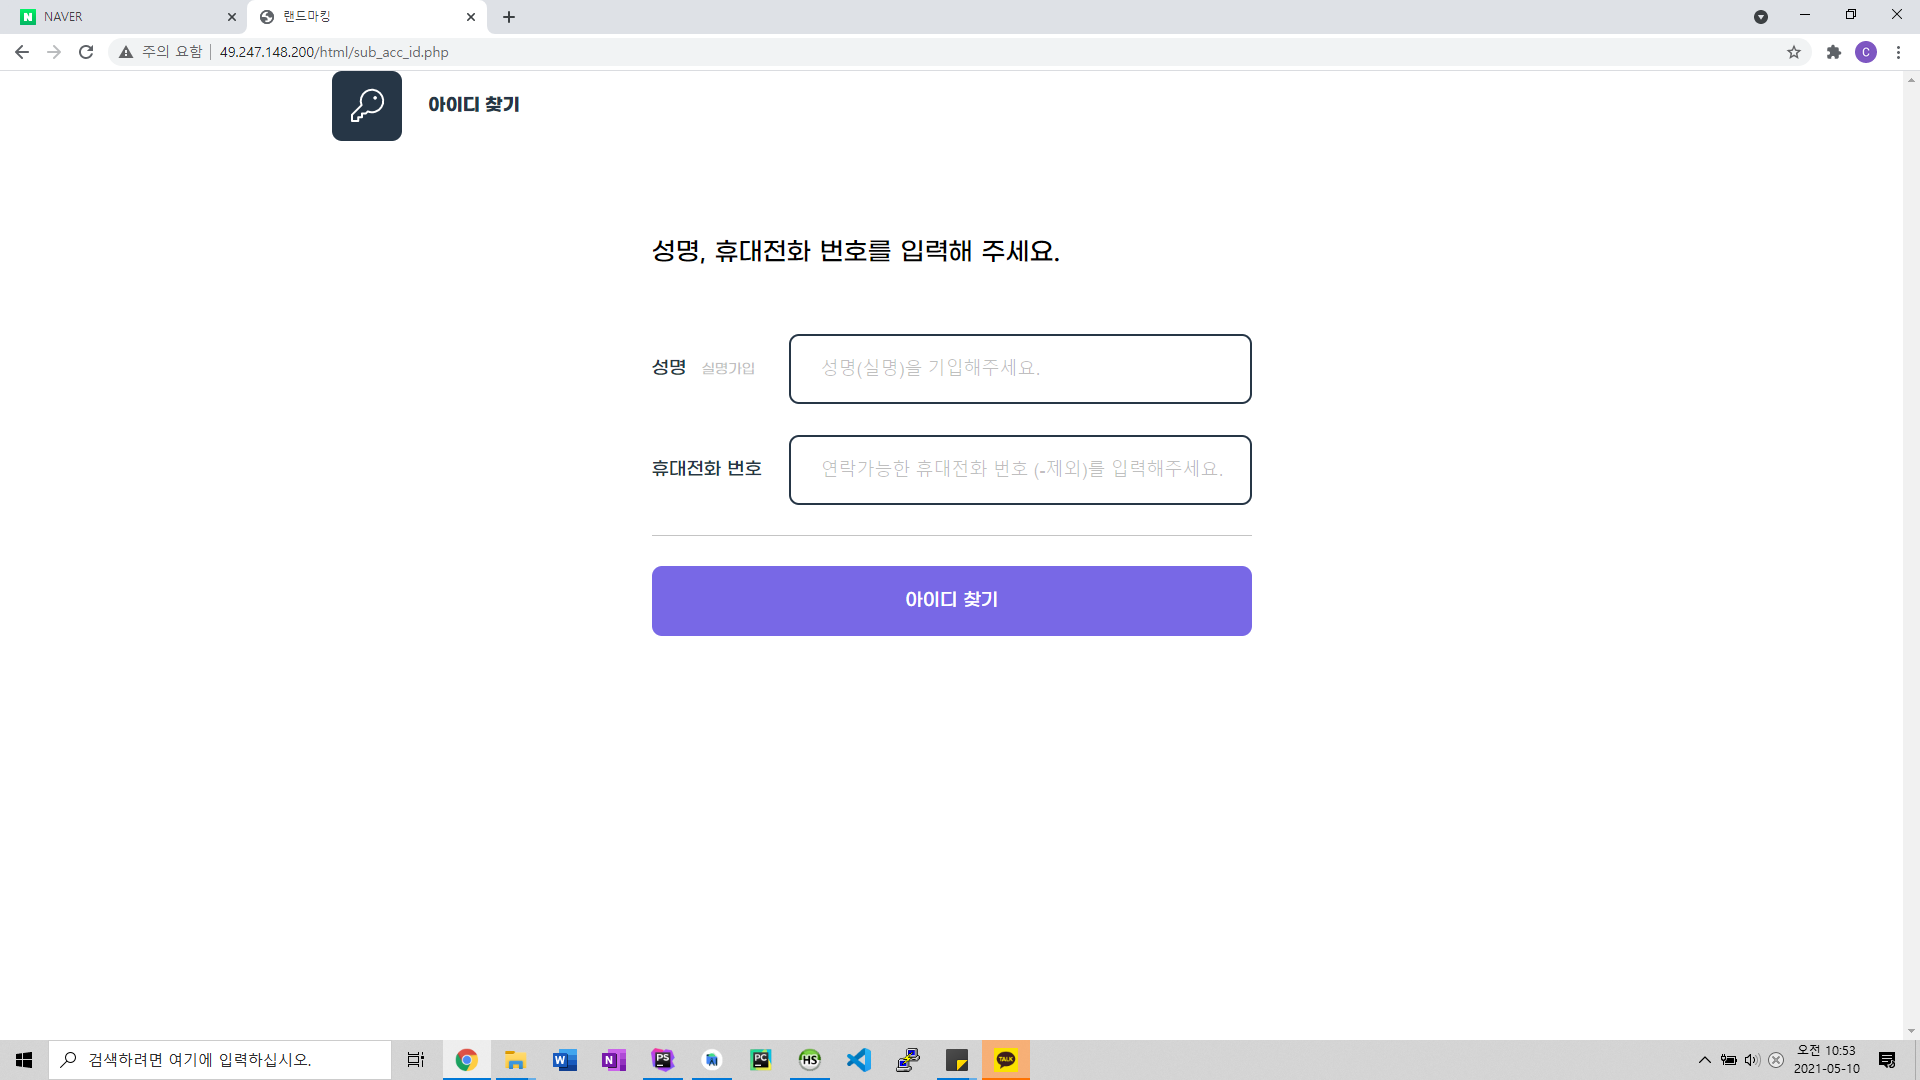 NAVER
랜드마킹
주의 요함
49.247.148.200/html/sub_acc_id.php
C
아이디 찾기
성명, 휴대전화 번호를 입력해 주세요.
성명 실명가입 성명(실명)을 기입해주세요.
휴대전화 번호 연락가능한 휴대전화 번호 (-제외)를 입력해주세요.
아이디 찾기
검색하려면 여기에 입력하십시오.
W
N
PS
PC
HS
TALK
오전 10:53
2021-05-10